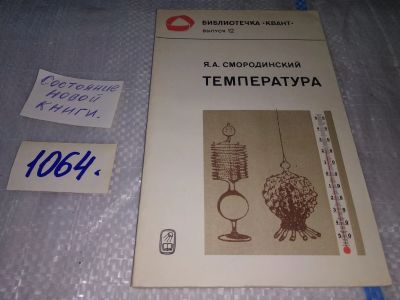 БИБЛИОТЕЧКА «КВАНТ»
ВЫПУСК 12
Я.А. СМОРОДИНСКИЙ
ТЕМПЕРАТУРА
Состояние
новой
книги.
1064.